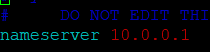 #     DO NOT EDIT THI
nameserver 10.0.0.1